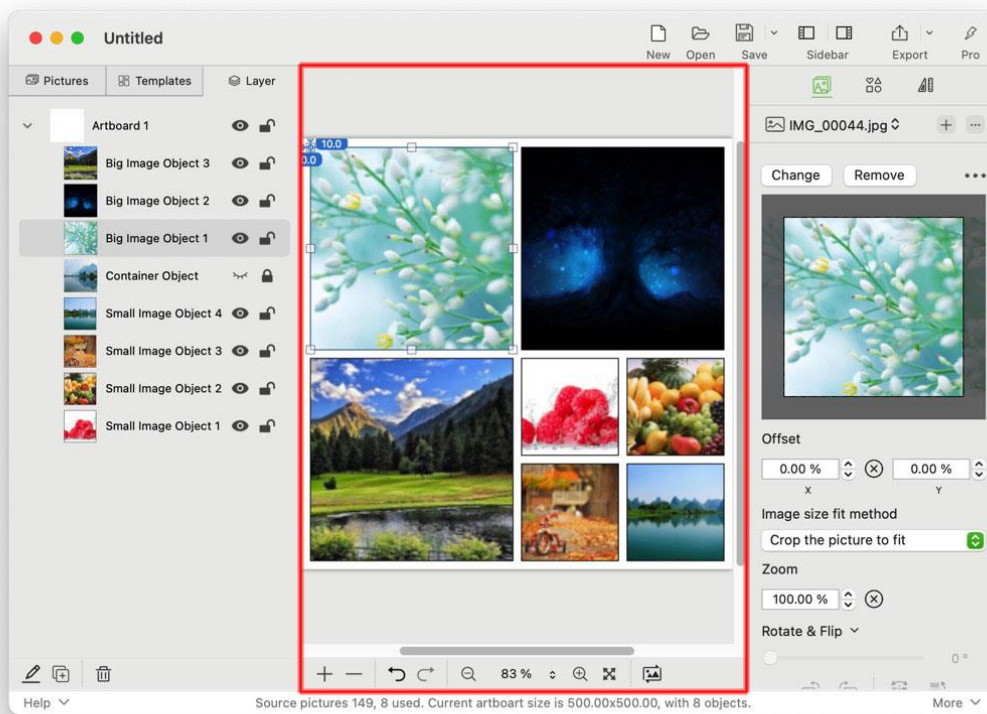 Untitled
New Open Save Sidebar Export Pro
Pictures Templates Layer
Artboard 1
Big Image Object 3
Big Image Object 2
Big Image Object 1
Container Object
Small Image Object 4
Small Image Object 3
Small Image Object 2
Small Image Object 1
10.0
0.0
83 %
IMG_00044.jpg
Change Remove
Offset
0.00 % 0.00 %
X Y
Image size fit method
Crop the picture to fit
Zoom
100.00 %
Rotate & Flip
0 °
Help Source pictures 149, 8 used. Current artboart size is 500.00x500.00, with 8 objects. More